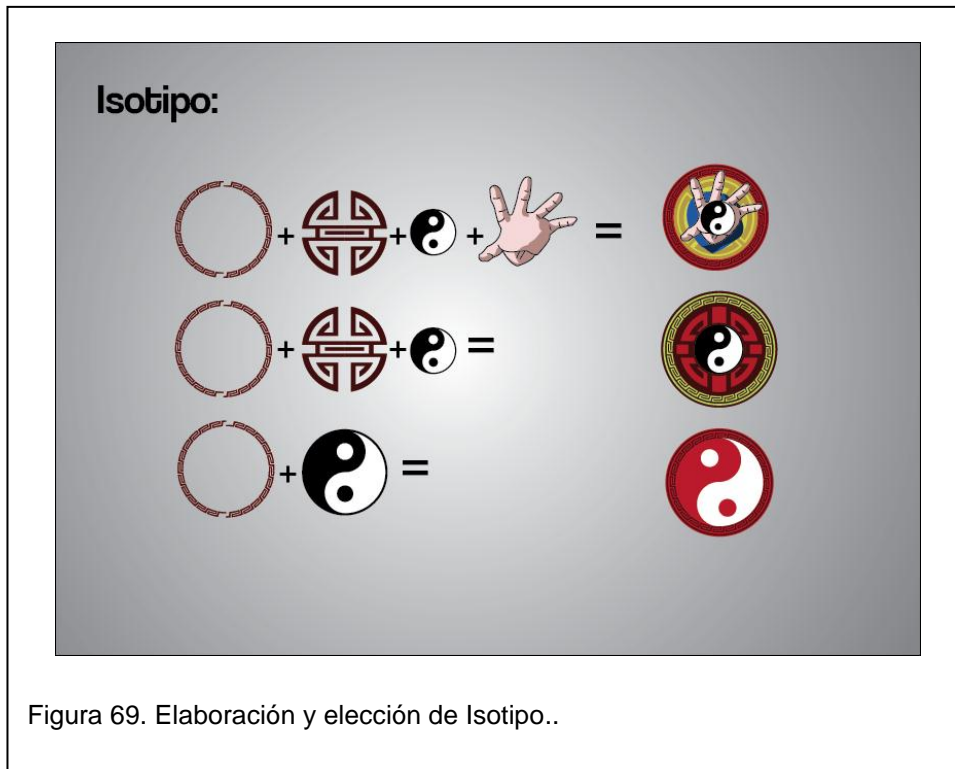 Isotipo:
+ + + =
+ + =
+ =
Figura 69. Elaboración y elección de Isotipo..